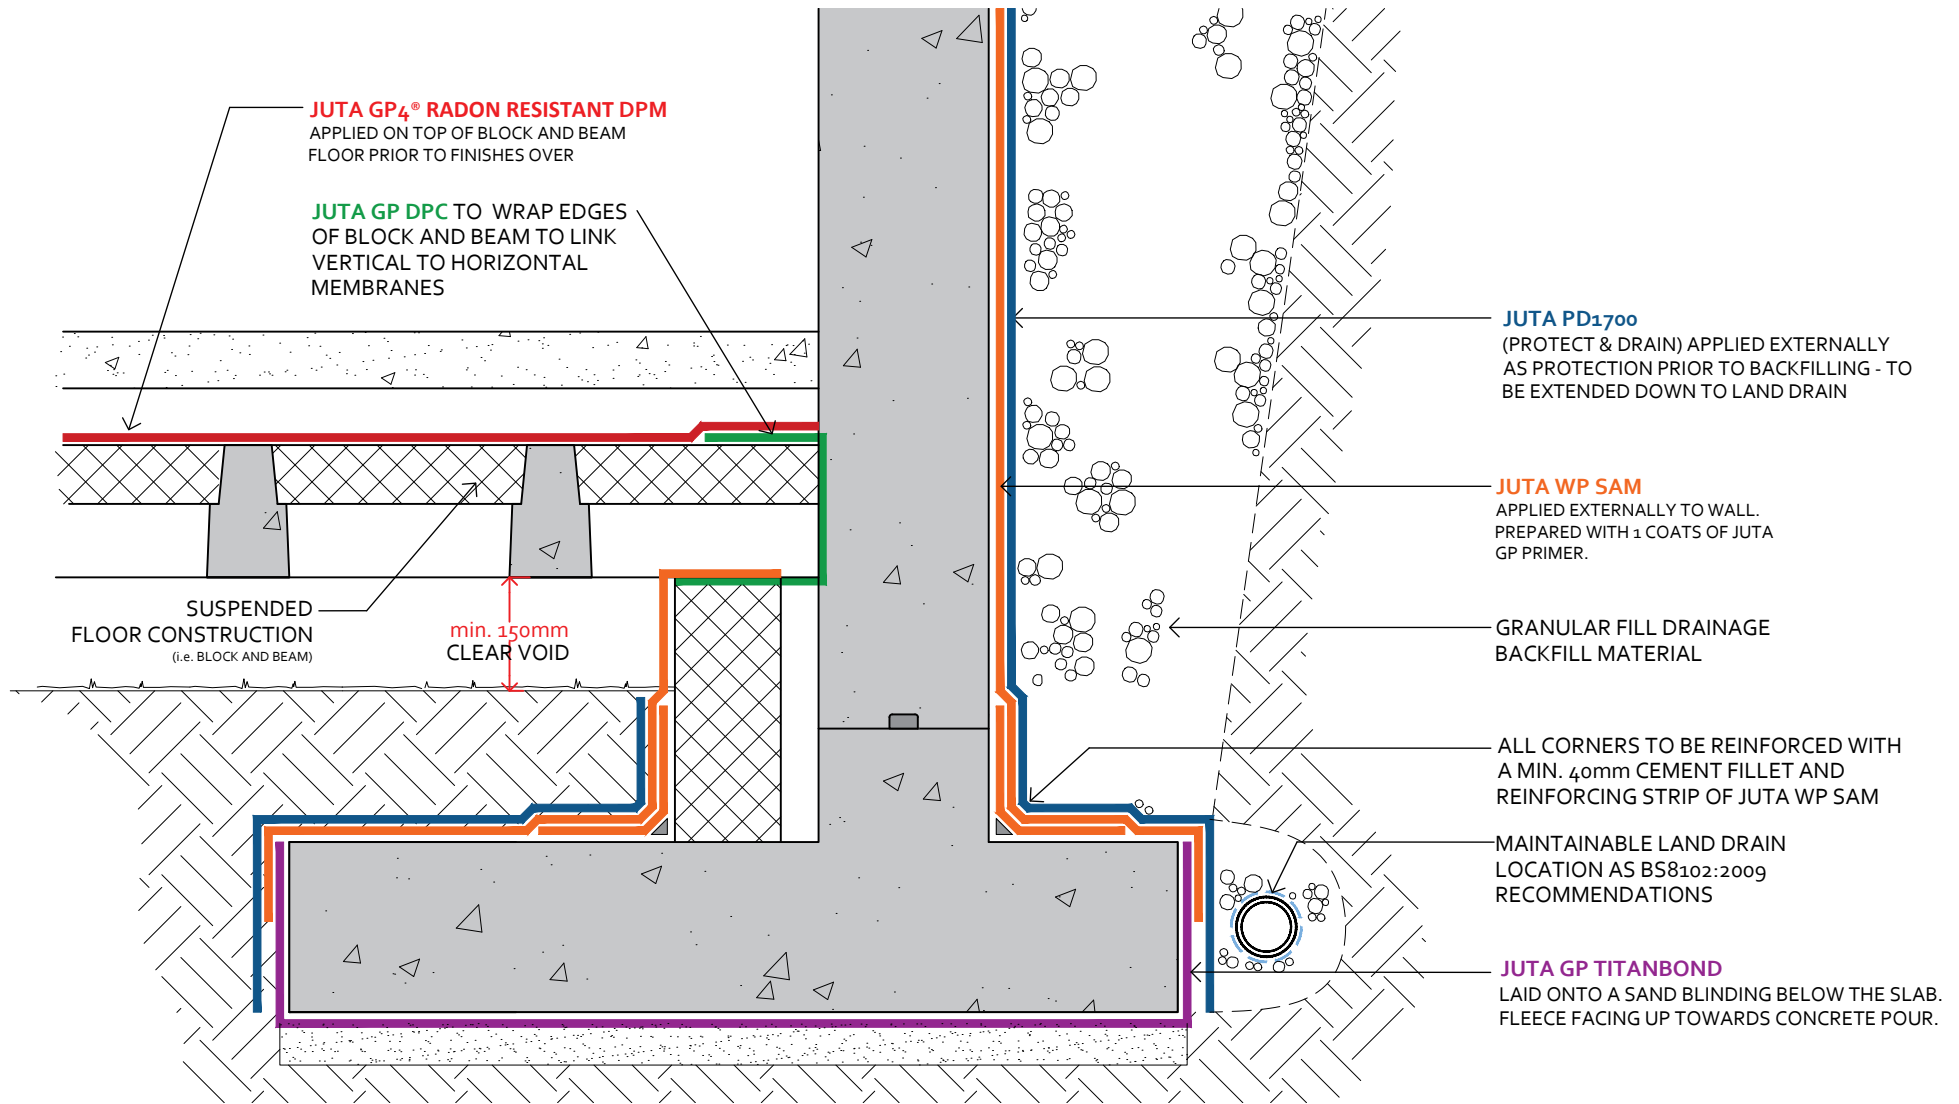 JUTA GP4® RADON RESISTANT DPM
APPLIED ON TOP OF BLOCK AND BEAM
FLOOR PRIOR TO FINISHES OVER
JUTA GP DPC TO WRAP EDGES
OF BLOCK AND BEAM TO LINK
VERTICAL TO HORIZONTAL
MEMBRANES
SUSPENDED
FLOOR CONSTRUCTION
(i.e. BLOCK AND BEAM)
min. 150mm
CLEAR VOID
JUTA PD1700
(PROTECT & DRAIN) APPLIED EXTERNALLY
AS PROTECTION PRIOR TO BACKFILLING - TO
BE EXTENDED DOWN TO LAND DRAIN
JUTA WP SAM
APPLIED EXTERNALLY TO WALL.
PREPARED WITH 1 COATS OF JUTA
GP PRIMER.
GRANULAR FILL DRAINAGE
BACKFILL MATERIAL
ALL CORNERS TO BE REINFORCED WITH
A MIN. 40mm CEMENT FILLET AND
REINFORCING STRIP OF JUTA WP SAM
MAINTAINABLE LAND DRAIN
LOCATION AS BS8102:2009
RECOMMENDATIONS
JUTA GP TITANBOND
LAID ONTO A SAND BLINDING BELOW THE SLAB.
FLEECE FACING UP TOWARDS CONCRETE POUR.